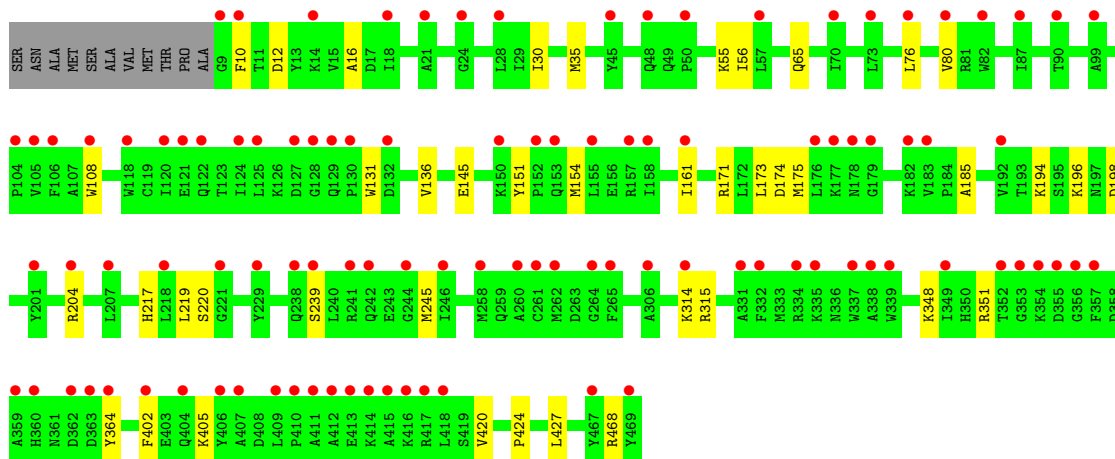 SER ASN ALA MET SER ALA VAL MET THR PRO ALA G9 F10 T11 D12 Y13 K14 V15 A16 D17 I18 A21 G24 L28 I29 I30 M35 Y45 Q48 Q49 P50 K55 I56 L57 Q65 I70 L73 L76 V80 R81 W82 I87 T90 A99
P104 V105 F106 A107 W108 W118 C119 I120 E121 Q122 T123 I124 L125 K126 D127 G128 Q129 P130 W131 D132 V136 E145 K150 Y151 P152 Q153 M154 L155 E156 R157 I158 I161 R171 L172 L173 D174 M175 L176 K177 N178 G179 K182 V183 P184 A185 V192 T193 K194 S195 K196 N197 D198
Y201 R204 L207 H217 L218 L219 S220 G221 Y229 Q238 S239 L240 R241 Q242 E243 G244 M245 I246 M258 Q259 A260 C261 M262 D263 G264 F265 A306 K314 R315 A331 F332 M333 R334 K335 N336 W337 A338 W339 K348 I349 H350 R351 T352 G353 K354 D355 G356 F357 D358
A359 H360 N361 D362 D363 Y364 F402 E403 Q404 K405 Y406 A407 D408 L409 P410 A411 A412 E413 K414 A415 K416 R417 L418 S419 V420 P424 L427 Y467 R468 Y469